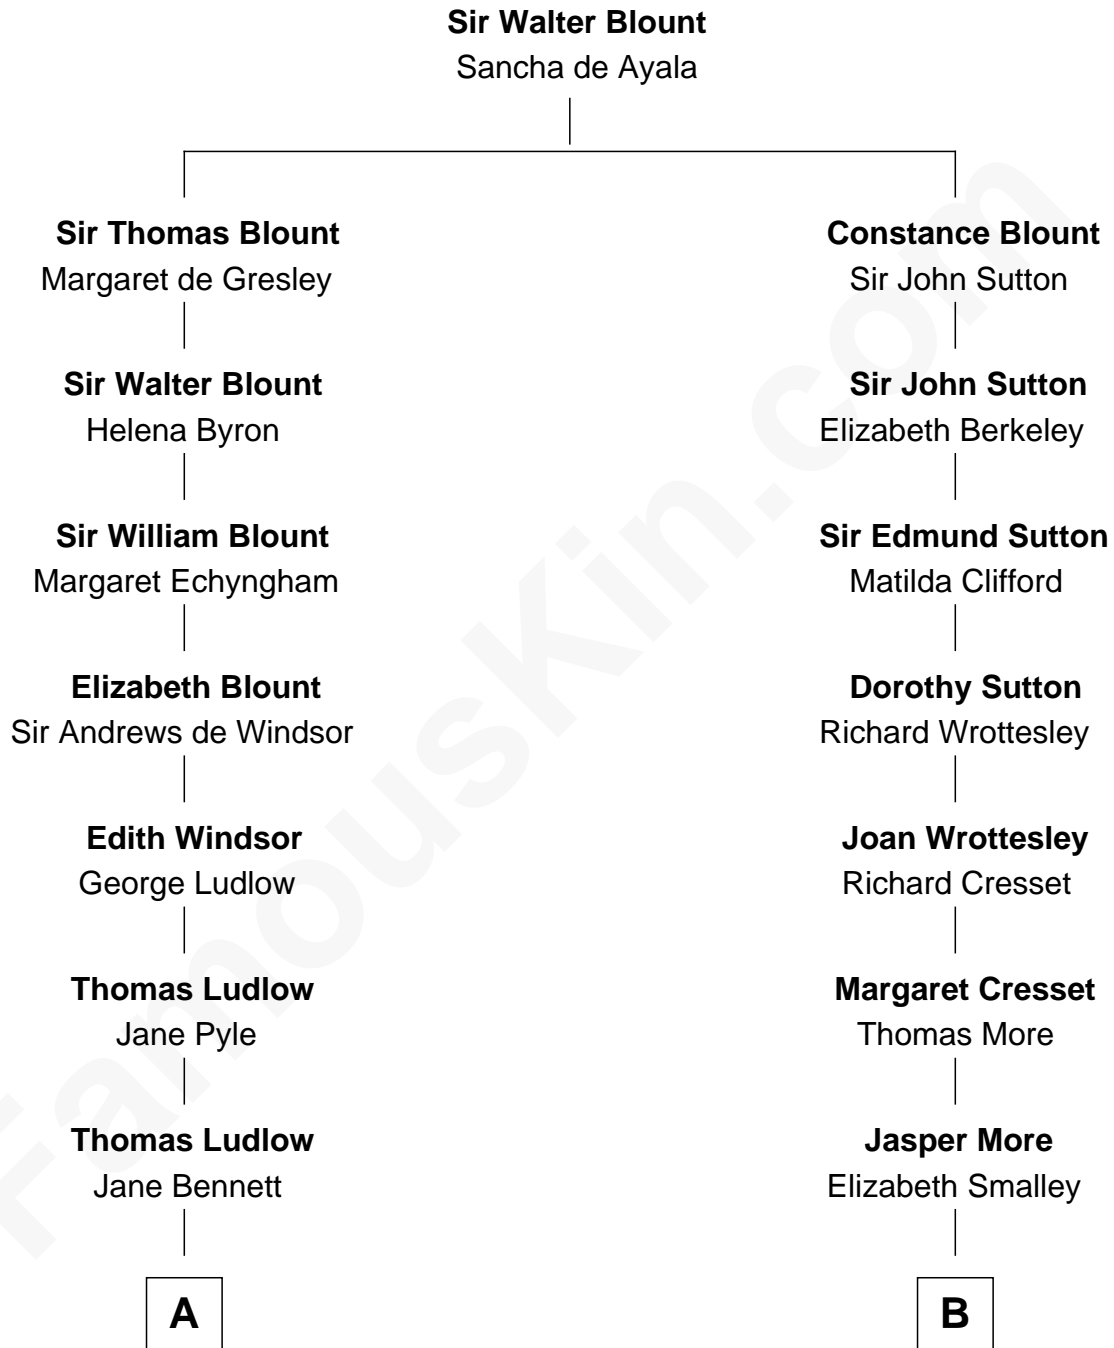 Sir Walter Blount
Sancha de Ayala
Sir Thomas Blount
Margaret de Gresley
Constance Blount
Sir John Sutton
Sir Walter Blount
Helena Byron
Sir John Sutton
Elizabeth Berkeley
Sir William Blount
Margaret Echyngham
Sir Edmund Sutton
Matilda Clifford
Elizabeth Blount
Sir Andrews de Windsor
Dorothy Sutton
Richard Wrottesley
Edith Windsor
George Ludlow
Joan Wrottesley
Richard Cresset
Thomas Ludlow
Jane Pyle
Margaret Cresset
Thomas More
Thomas Ludlow
Jane Bennett
Jasper More
Elizabeth Smalley
A
B
FamousKin.com